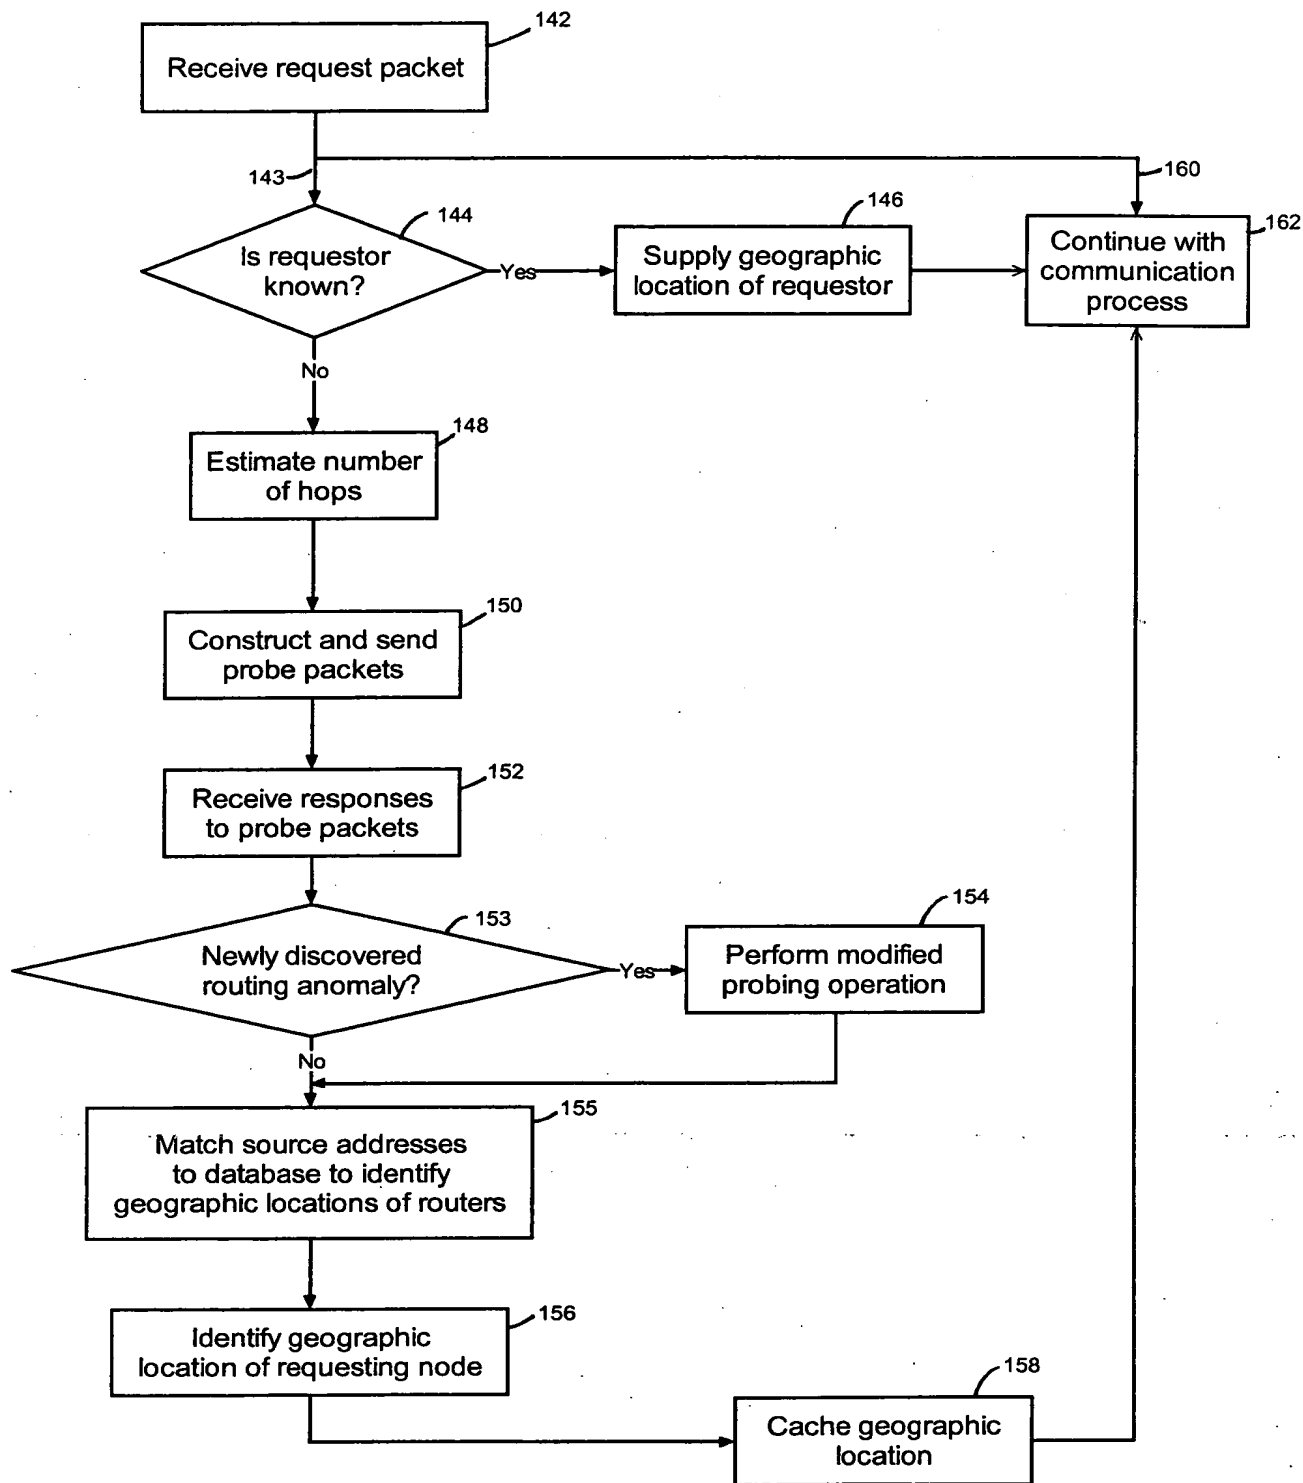 142
Receive request packet
143
160
144
Is requestor
known?
Yes
146
Supply geographic
location of requestor
162
Continue with
communication
process
No
148
Estimate number
of hops
150
Construct and send
probe packets
152
Receive responses
to probe packets
153
Newly discovered
routing anomaly?
Yes
154
Perform modified
probing operation
No
155
Match source addresses
to database to identify
geographic locations of routers
156
Identify geographic
location of requesting node
158
Cache geographic
location